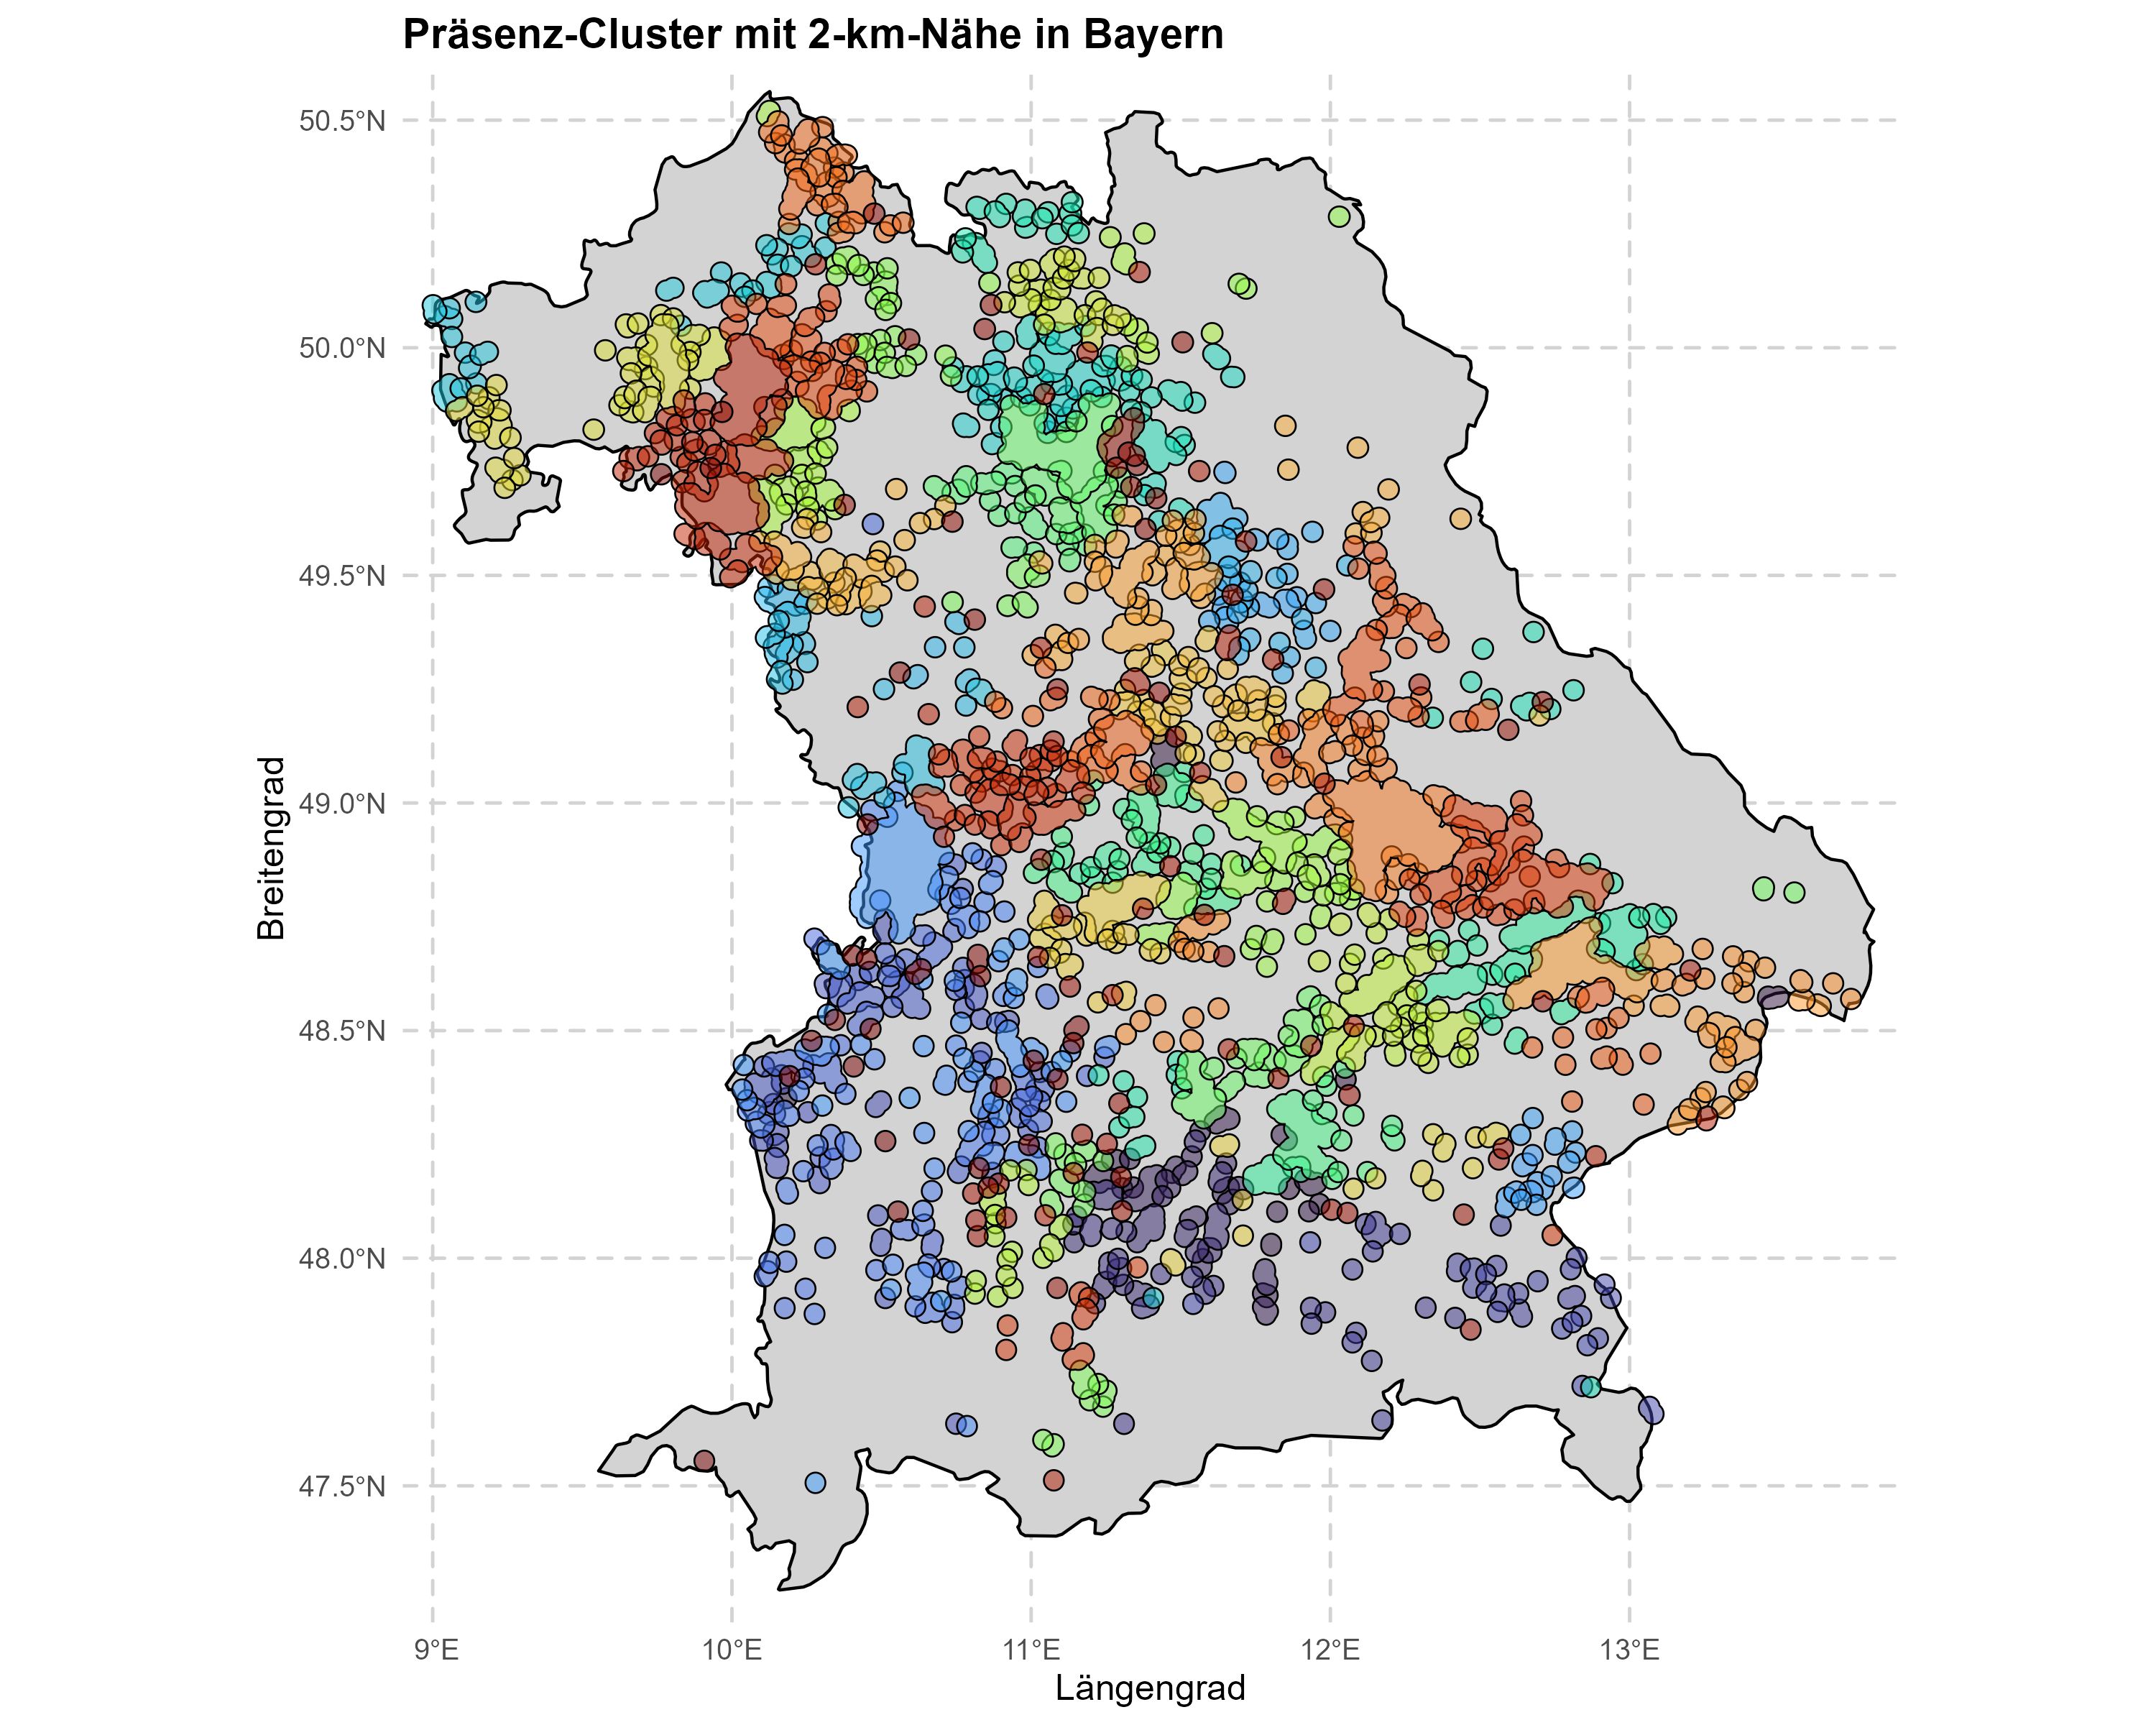 Präsenz-Cluster mit 2-km-Nähe in Bayern
50.5°N
50.0°N
49.5°N
49.0°N
48.5°N
48.0°N
47.5°N
Breitengrad
9°E
10°E
11°E
12°E
13°E
Längengrad